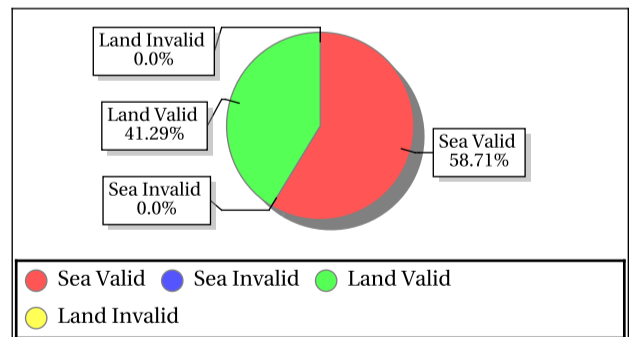 Land Invalid
0.0%
Land Valid
41.29%
Sea Valid
58.71%
Sea Invalid
0.0%
Sea Valid Sea Invalid Land Valid
Land Invalid